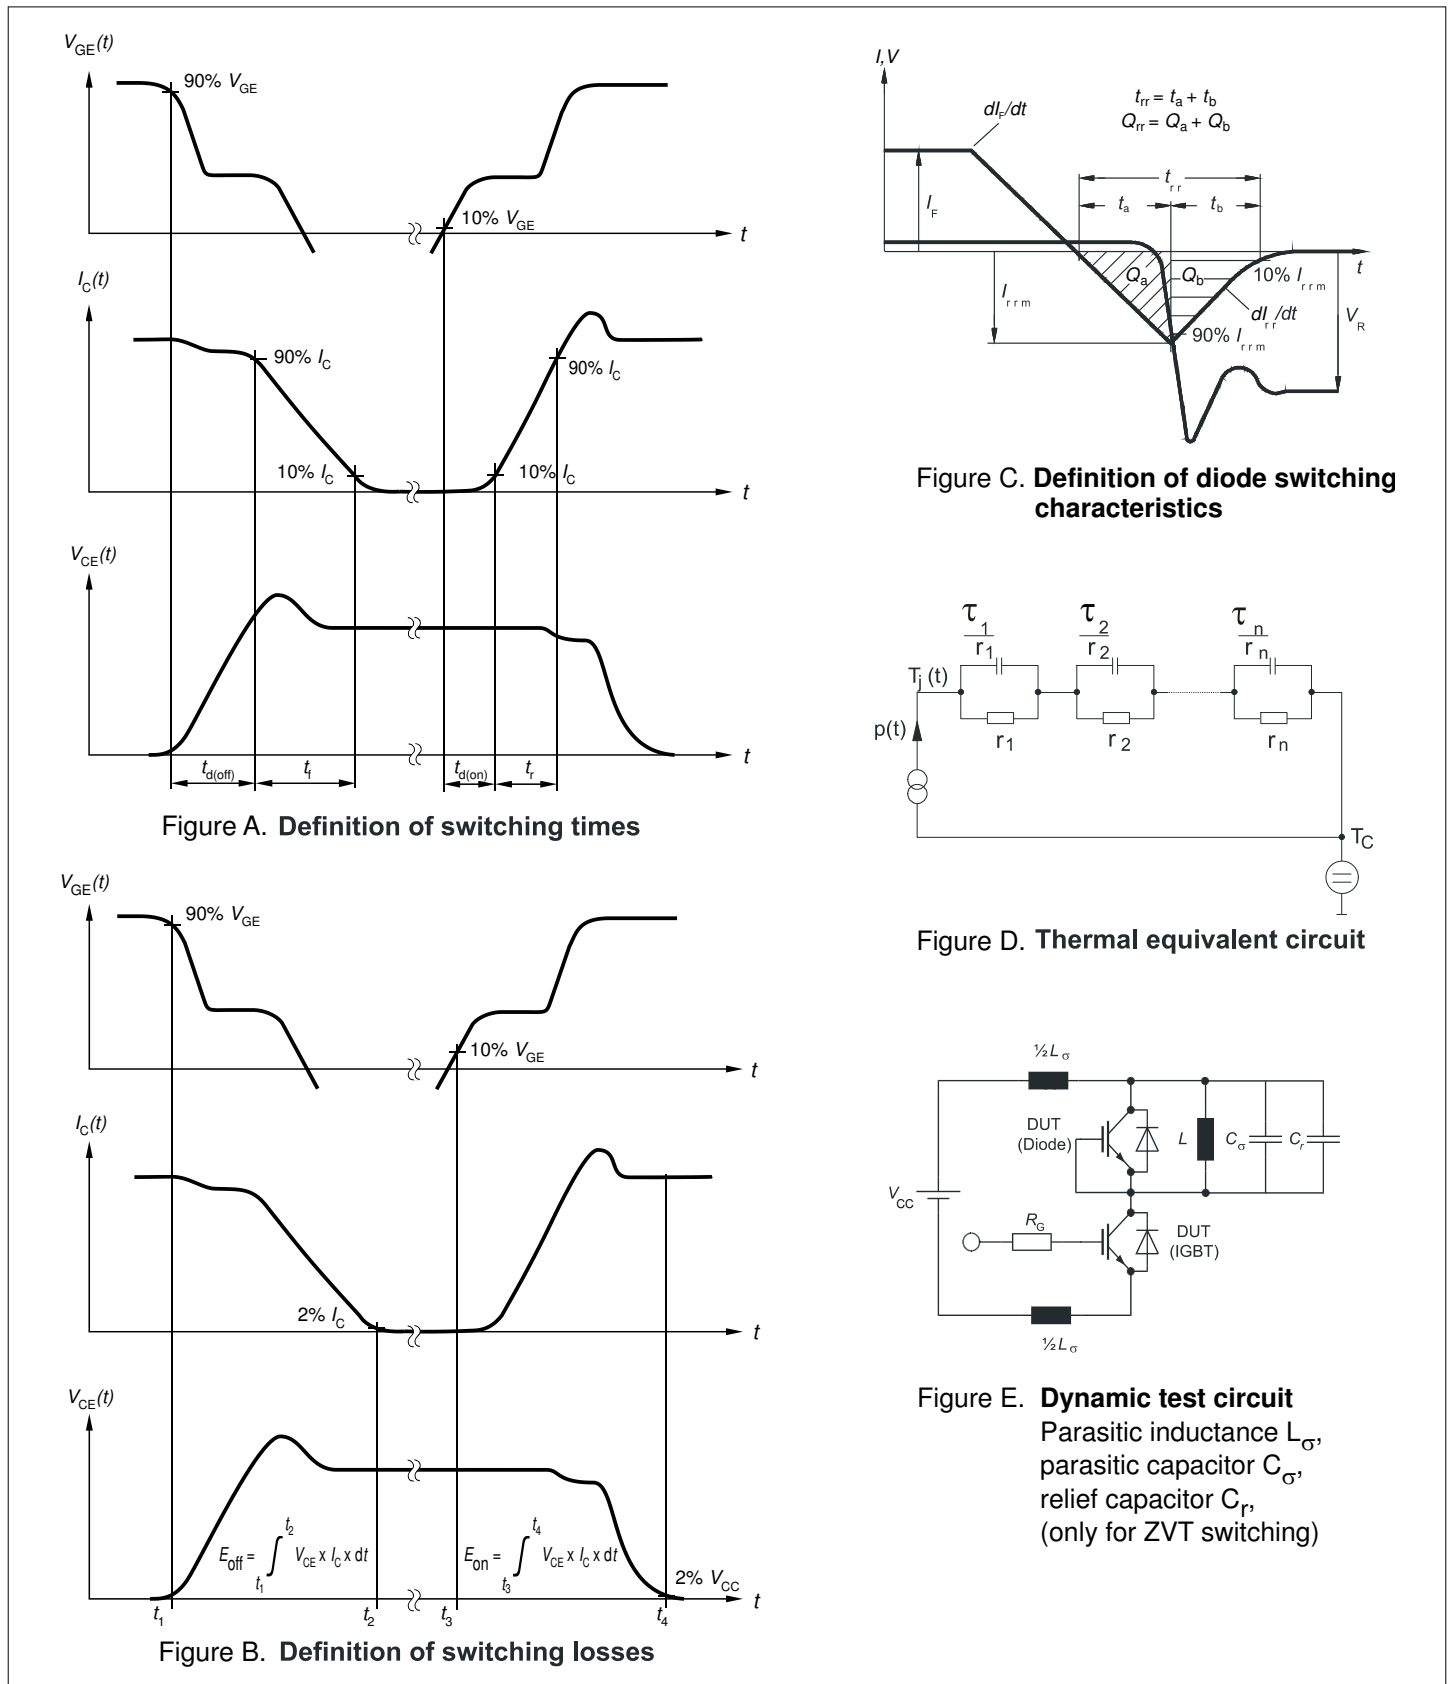 V_GE(t)
90% V_GE
10% V_GE
t
I_C(t)
90% I_C
90% I_C
10% I_C
10% I_C
t
V_CE(t)
t
t_d(off)
t_f
t_d(on)
t_r
Figure A. Definition of switching times
V_GE(t)
90% V_GE
10% V_GE
t
I_C(t)
2% I_C
t
V_CE(t)
E_off = ∫_t1^t2 V_CE x I_C x dt
E_on = ∫_t3^t4 V_CE x I_C x dt
2% V_CC
t
t_1
t_2
t_3
t_4
Figure B. Definition of switching losses
I,V
dI_F/dt
t_rr = t_a + t_b
Q_rr = Q_a + Q_b
t_rr
I_F
t_a
t_b
t
Q_a
Q_b
10% I_rrm
I_rrm
dI_rr/dt
V_R
90% I_rrm
Figure C. Definition of diode switching
characteristics
τ_1
r_1
τ_2
r_2
τ_n
r_n
T_j(t)
p(t)
r_1
r_2
r_n
T_C
Figure D. Thermal equivalent circuit
½L_σ
DUT
(Diode)
L
C_σ
C_r
V_CC
R_G
DUT
(IGBT)
½L_σ
Figure E. Dynamic test circuit
Parasitic inductance L_σ,
parasitic capacitor C_σ,
relief capacitor C_r,
(only for ZVT switching)